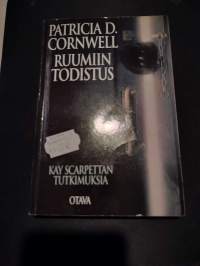 PATRICIA D.
CORNWELL
RUUMIIN
TODISTUS
KAY SCARPETTAN
TUTKIMUKSIA
OTAVA